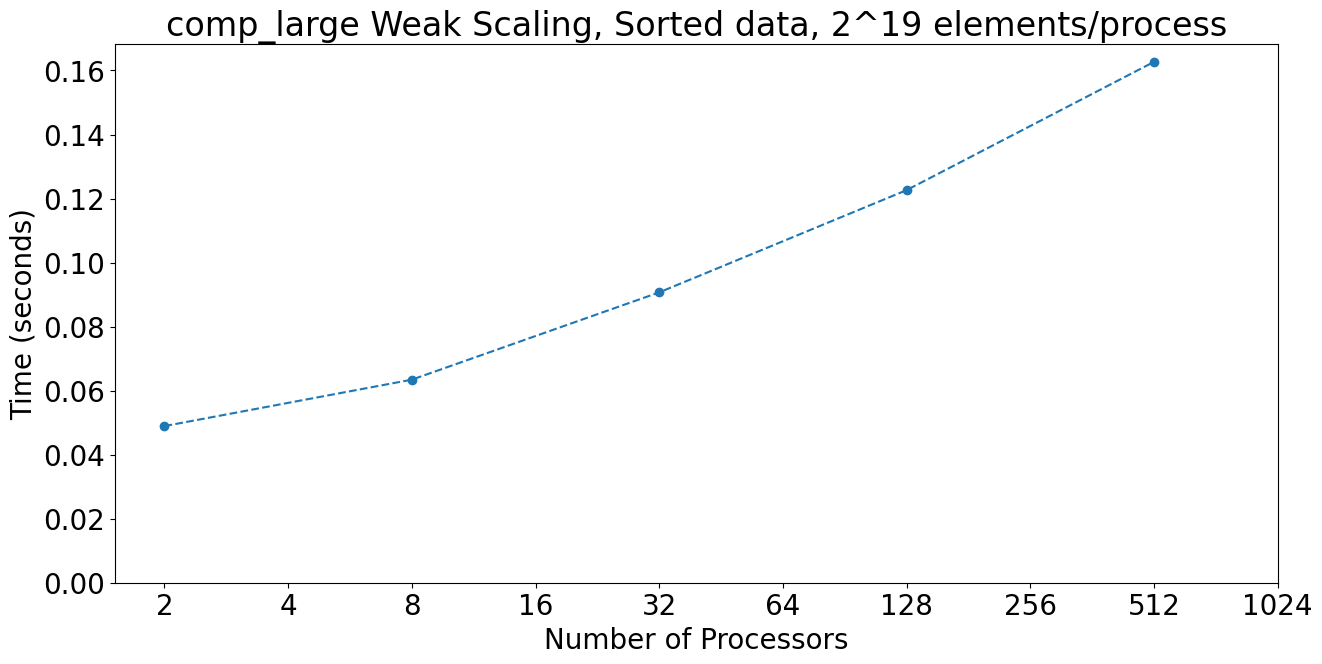 comp_large Weak Scaling, Sorted data, 2^19 elements/process
Time (seconds)
0.16
0.14
0.12
0.10
0.08
0.06
0.04
0.02
0.00
2 4 8 16 32 64 128 256 512 1024
Number of Processors